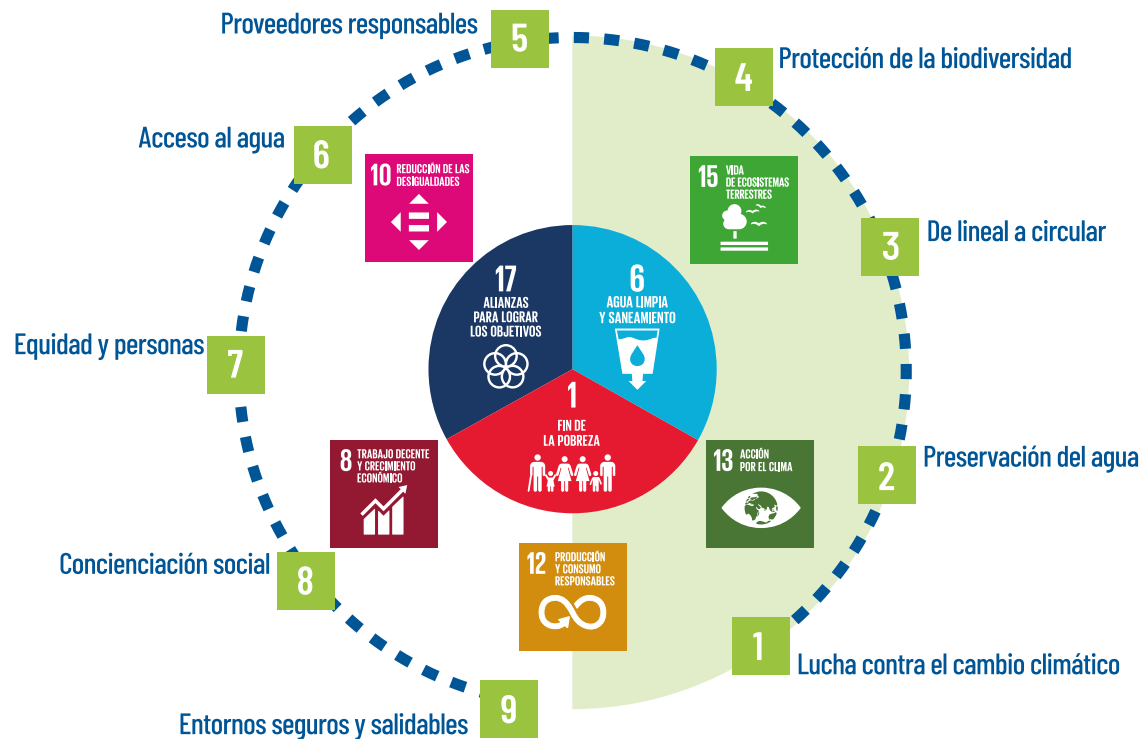 Proveedores responsables
5
4
Protección de la biodiversidad
Acceso al agua
6
10 REDUCCIÓN DE LAS
DESIGUALDADES
15 VIDA
DE ECOSISTEMAS
TERRESTRES
3
De lineal a circular
17
ALIANZAS
PARA LOGRAR
LOS OBJETIVOS
6
AGUA LIMPIA
Y SANEAMIENTO
Equidad y personas
7
1
FIN DE
LA POBREZA
8 TRABAJO DECENTE
Y CRECIMIENTO
ECONÓMICO
13 ACCIÓN
POR EL CLIMA
2
Preservación del agua
Concienciación social
8
12 PRODUCCIÓN
Y CONSUMO
RESPONSABLES
1
Lucha contra el cambio climático
Entornos seguros y salidables
9